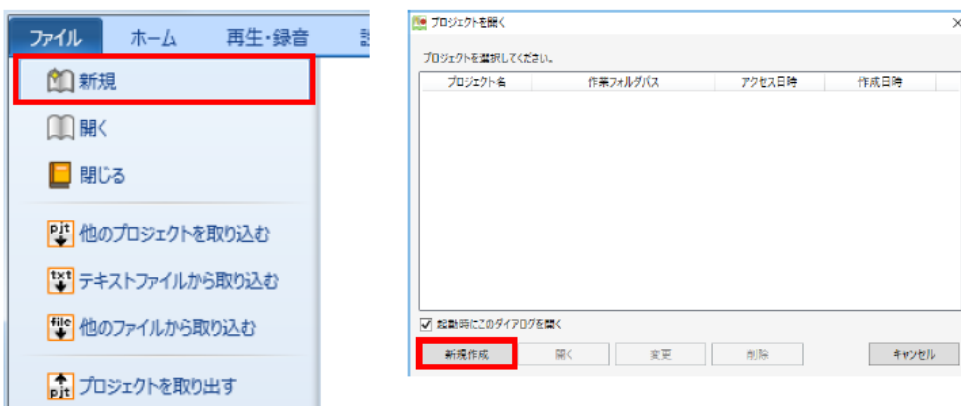 ファイル ホーム 再生・録音
新規
開く
閉じる
pjt 他のプロジェクトを取り込む
txt テキストファイルから取り込む
file 他のファイルから取り込む
pjt プロジェクトを取り出す
プロジェクトを開く
プロジェクトを選択してください。
プロジェクト名 作業フォルダパス アクセス日時 作成日時
起動時にこのダイアログを開く
新規作成 開く 変更 削除 キャンセル